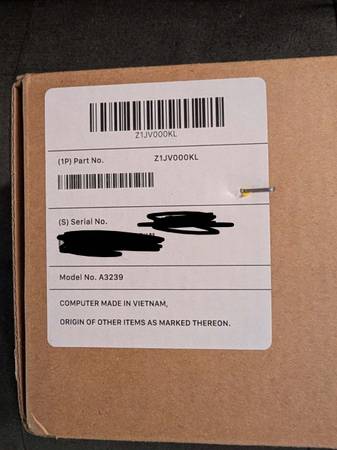 Z1JV000KL
(1P) Part No. Z1JV000KL
(S) Serial No.
Model No. A3239
COMPUTER MADE IN VIETNAM,
ORIGIN OF OTHER ITEMS AS MARKED THEREON.